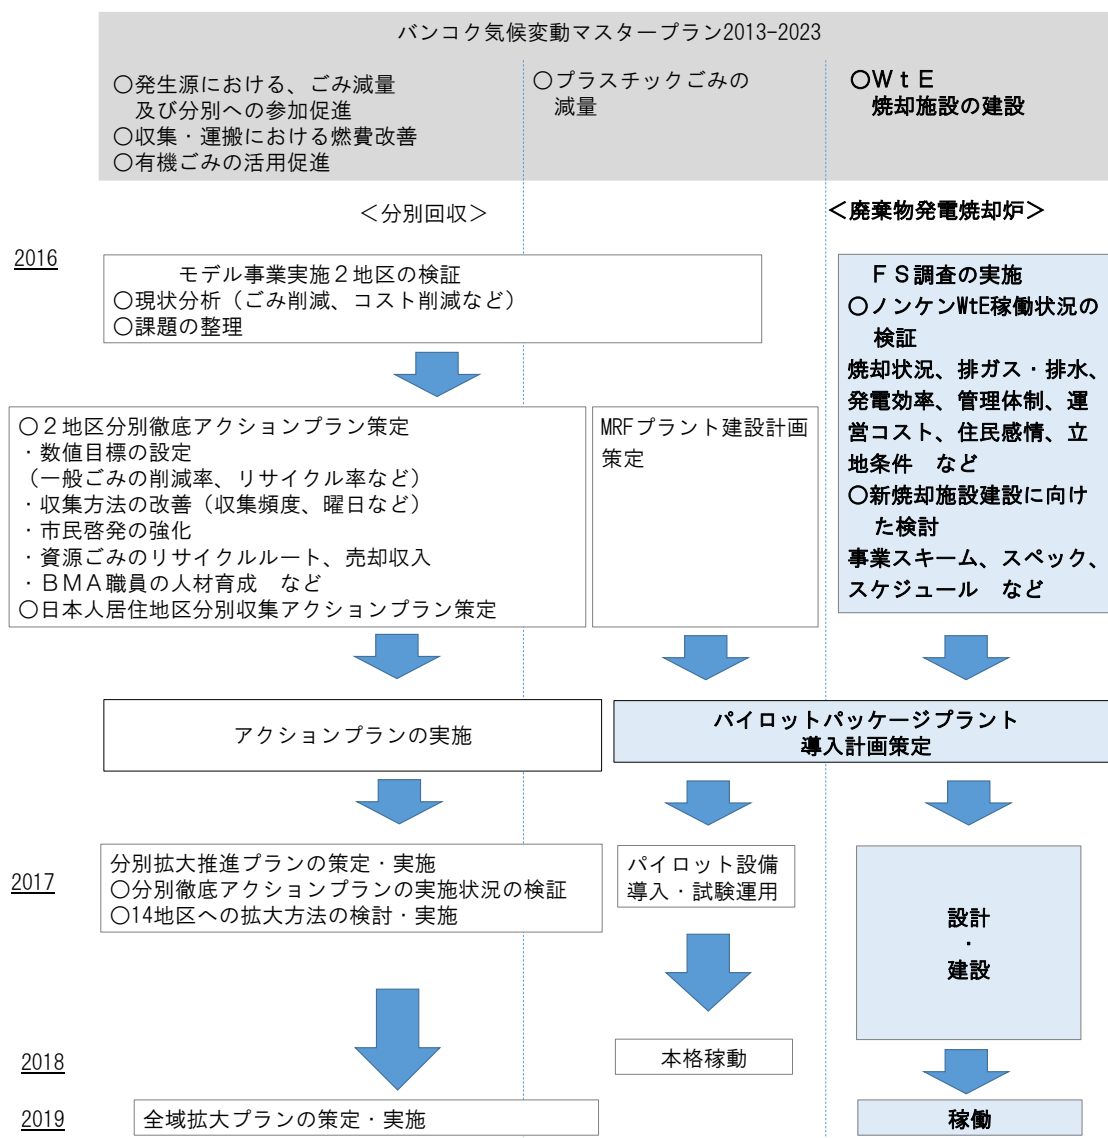 バンコク気候変動マスタープラン2013-2023
○発生源における、ごみ減量
及び分別への参加促進
○収集・運搬における燃費改善
○有機ごみの活用促進
○プラスチックごみの
減量
○ＷｔＥ
焼却施設の建設
＜分別回収＞
＜廃棄物発電焼却炉＞
2016
モデル事業実施２地区の検証
○現状分析（ごみ削減、コスト削減など）
○課題の整理
ＦＳ調査の実施
○ノンケンWtE稼働状況の
検証
焼却状況、排ガス・排水、
発電効率、管理体制、運
営コスト、住民感情、立
地条件　など
○新焼却施設建設に向け
た検討
事業スキーム、スペック、
スケジュール　など
○２地区分別徹底アクションプラン策定
・数値目標の設定
（一般ごみの削減率、リサイクル率など）
・収集方法の改善（収集頻度、曜日など）
・市民啓発の強化
・資源ごみのリサイクルルート、売却収入
・ＢＭＡ職員の人材育成　など
○日本人居住地区分別収集アクションプラン策定
MRFプラント建設計画
策定
アクションプランの実施
パイロットパッケージプラント
導入計画策定
2017
分別拡大推進プランの策定・実施
○分別徹底アクションプランの実施状況の検証
○14地区への拡大方法の検討・実施
パイロット設備
導入・試験運用
設計
・
建設
2018
本格稼動
2019
全域拡大プランの策定・実施
稼働